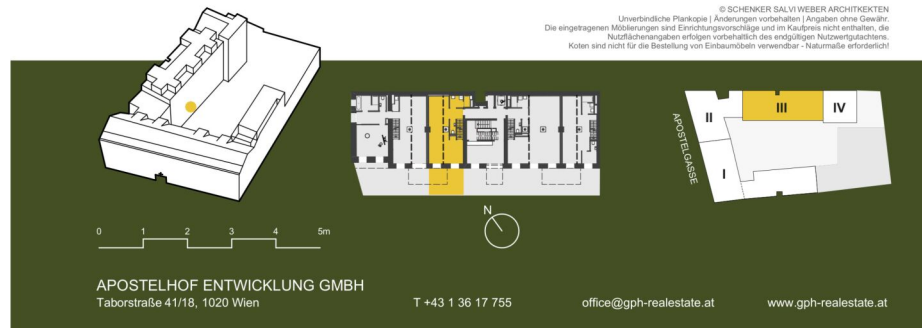 © SCHENKER SALVI WEBER ARCHITKEKTEN
Unverbindliche Plankopie | Änderungen vorbehalten | Angaben ohne Gewähr.
Die eingetragenen Möblierungen sind Einrichtungsvorschläge und im Kaufpreis nicht enthalten, die
Nutzflächenangaben erfolgen vorbehaltlich des endgültigen Nutzwertgutachtens.
Koten sind nicht für die Bestellung von Einbaumöbeln verwendbar - Naturmaße erforderlich!
II
III
IV
APOSTELGASSE
I
N
0 1 2 3 4 5m
APOSTELHOF ENTWICKLUNG GMBH
Taborstraße 41/18, 1020 Wien
T +43 1 36 17 755
office@gph-realestate.at
www.gph-realestate.at